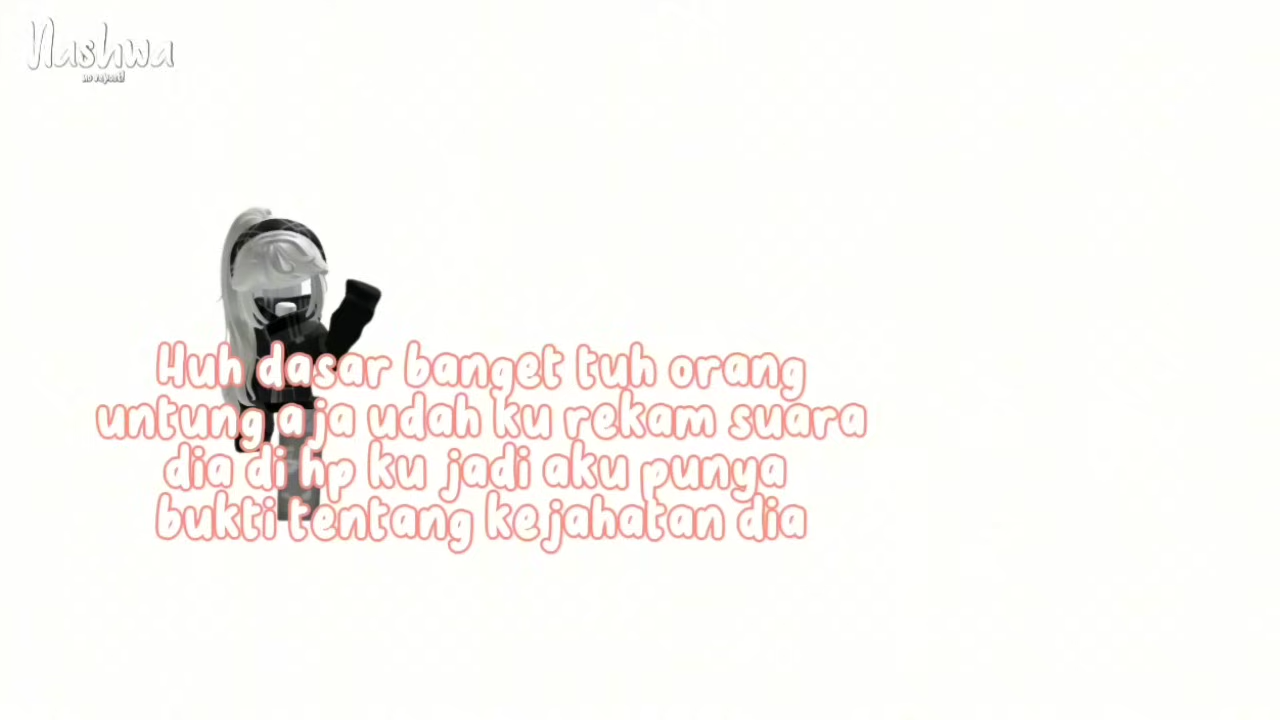 Nashwa
Huh dasar banget tuh orang
untung aja udah ku rekam suara
dia di hp ku jadi aku punya
bukti tentang kejahatan dia